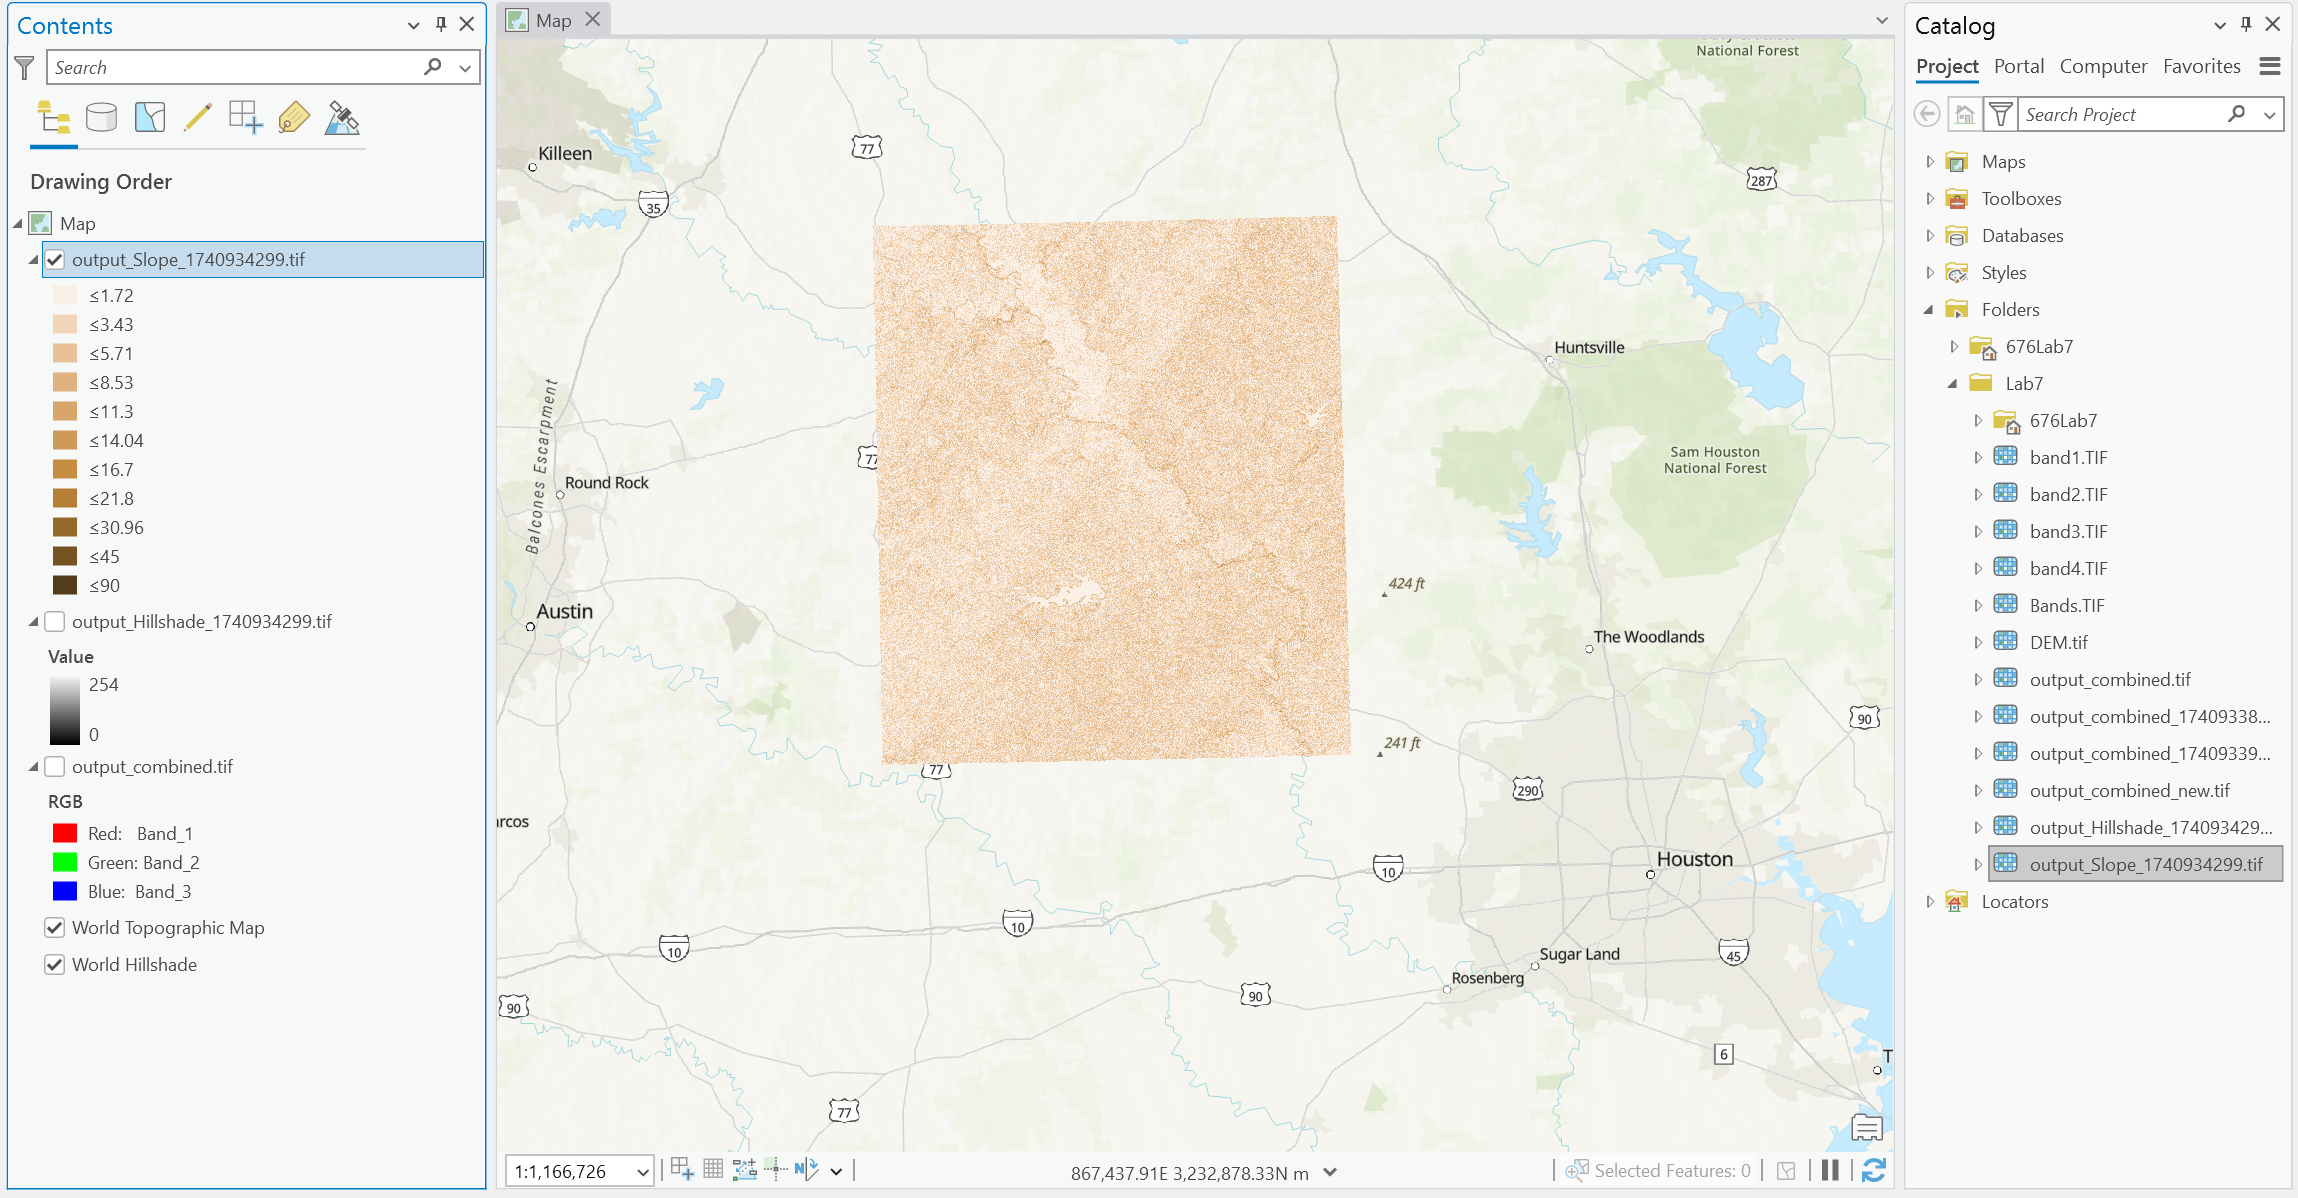 Contents
Search
Drawing Order
Map
output_Slope_1740934299.tif
≤1.72
≤3.43
≤5.71
≤8.53
≤11.3
≤14.04
≤16.7
≤21.8
≤30.96
≤45
≤90
output_Hillshade_1740934299.tif
Value
254
0
output_combined.tif
RGB
Red: Band_1
Green: Band_2
Blue: Band_3
World Topographic Map
World Hillshade
Map
National Forest
Killeen
77
287
35
Huntsville
Balcones Escarpment
77
Sam Houston
National Forest
Round Rock
424 ft
Austin
The Woodlands
90
241 ft
77
290
rcos
Houston
10
10
10
Sugar Land
45
Rosenberg
90
90
6
T
77
1:1,166,726
867,437.91E 3,232,878.33N m
Selected Features: 0
Catalog
Project Portal Computer Favorites
Search Project
Maps
Toolboxes
Databases
Styles
Folders
676Lab7
Lab7
676Lab7
band1.TIF
band2.TIF
band3.TIF
band4.TIF
Bands.TIF
DEM.tif
output_combined.tif
output_combined_17409338...
output_combined_17409339...
output_combined_new.tif
output_Hillshade_174093429...
output_Slope_1740934299.tif
Locators